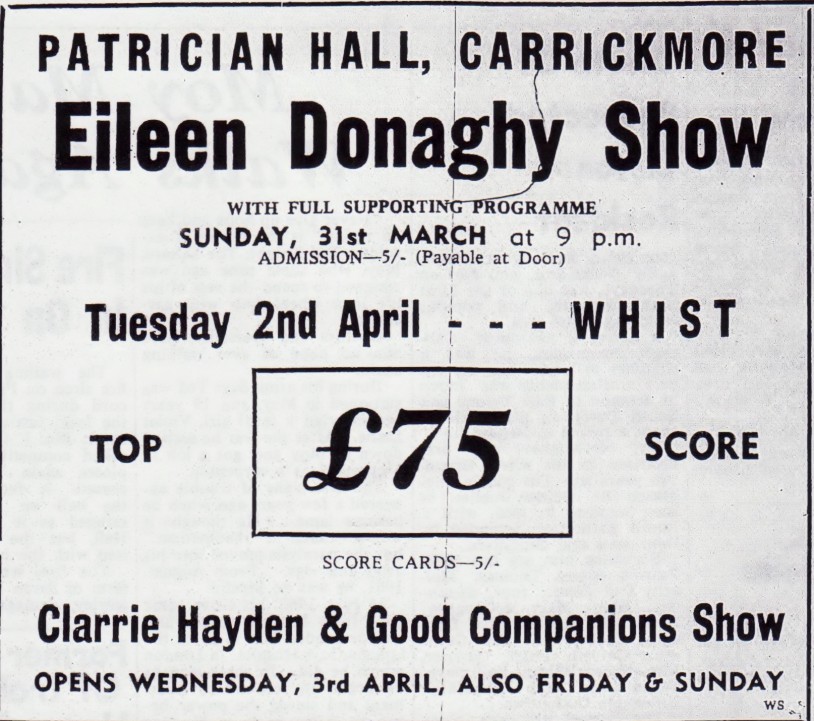 PATRICIAN HALL, CARRICKMORE
Eileen Donaghy Show
WITH FULL SUPPORTING PROGRAMME
SUNDAY, 31st MARCH at 9 p.m.
ADMISSION—5/- (Payable at Door)
Tuesday 2nd April - - - WHIST
TOP £75 SCORE
SCORE CARDS—5/-
Clarrie Hayden & Good Companions Show
OPENS WEDNESDAY, 3rd APRIL, ALSO FRIDAY & SUNDAY
WS